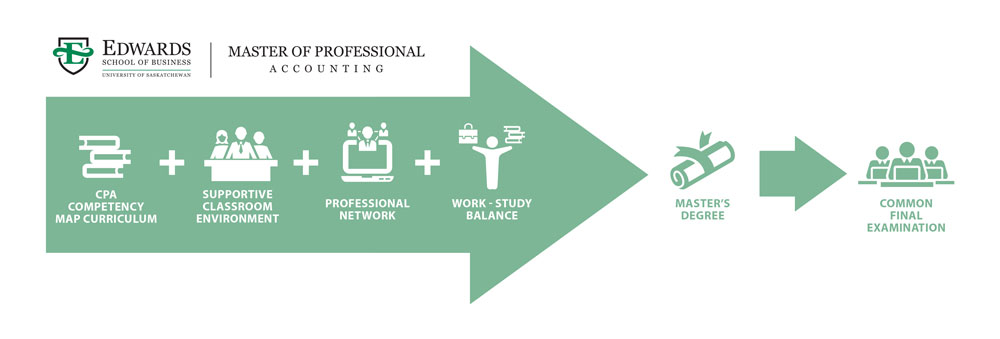 EDWARDS
SCHOOL OF BUSINESS
UNIVERSITY OF SASKATCHEWAN
MASTER OF PROFESSIONAL
ACCOUNTING
CPA
COMPETENCY
MAP CURRICULUM
+
SUPPORTIVE
CLASSROOM
ENVIRONMENT
+
PROFESSIONAL
NETWORK
+
WORK - STUDY
BALANCE
MASTER'S
DEGREE
COMMON
FINAL
EXAMINATION